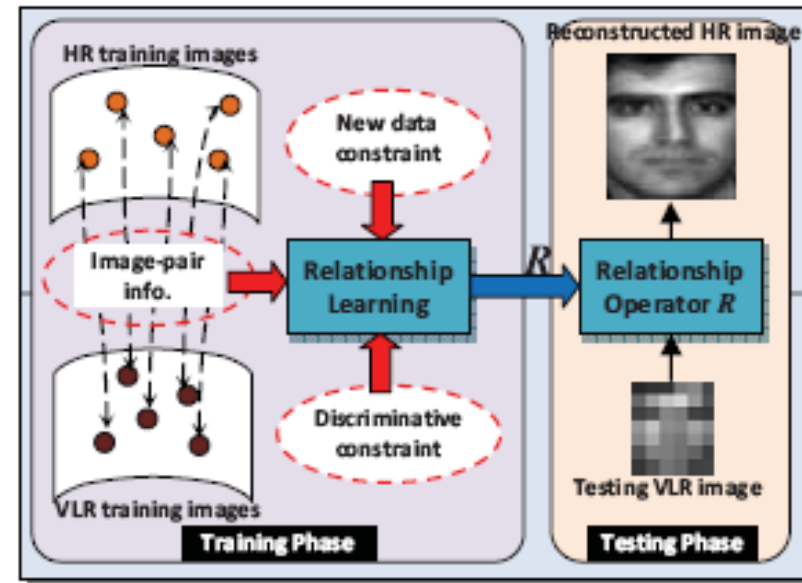 HR training images
New data
constraint
Image-pair
info.
Relationship
Learning
Discriminative
constraint
VLR training images
Training Phase
R
Reconstructed HR image
Relationship
Operator R
Testing VLR image
Testing Phase